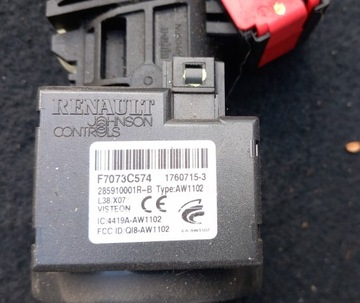 RENAULT
JOHNSON
CONTROLS
F7073C574 1760715-3
285910001R-B Type:AW1102
L38 X07
VISTEON CE
IC:4419A-AW1102
FCC ID:QI8-AW1102